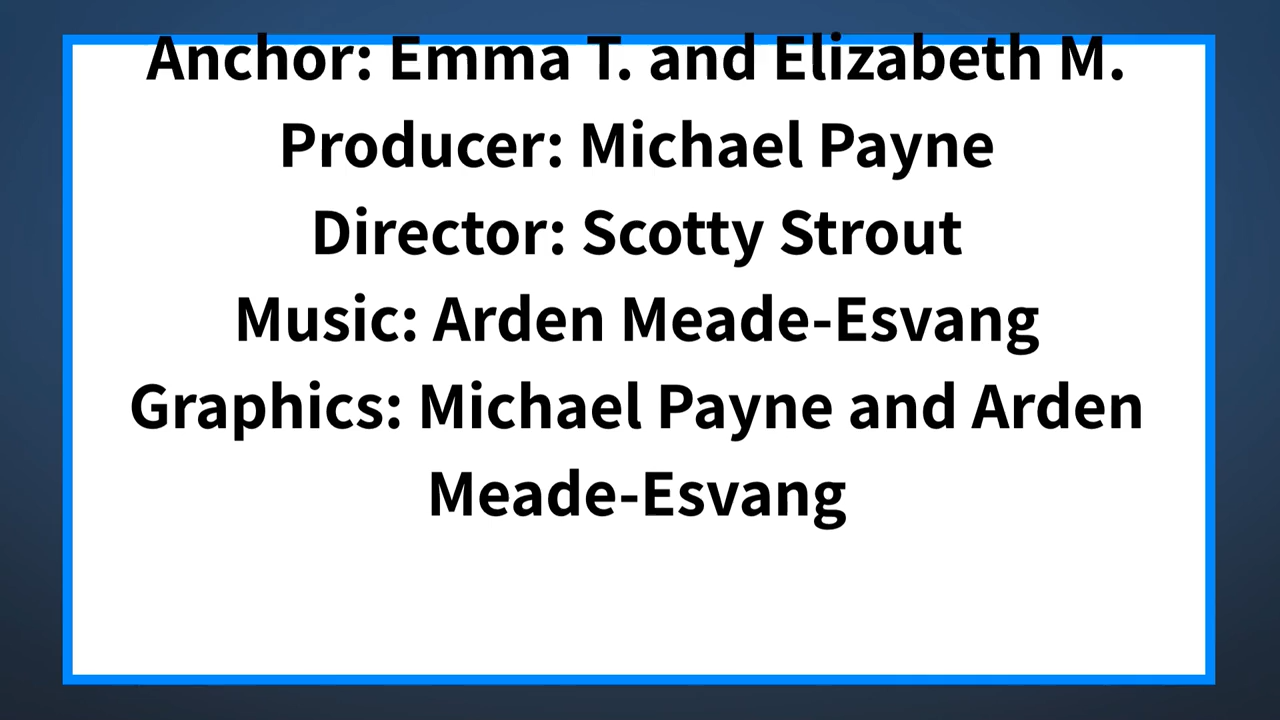 Anchor: Emma T. and Elizabeth M.
Producer: Michael Payne
Director: Scotty Strout
Music: Arden Meade-Esvang
Graphics: Michael Payne and Arden
Meade-Esvang